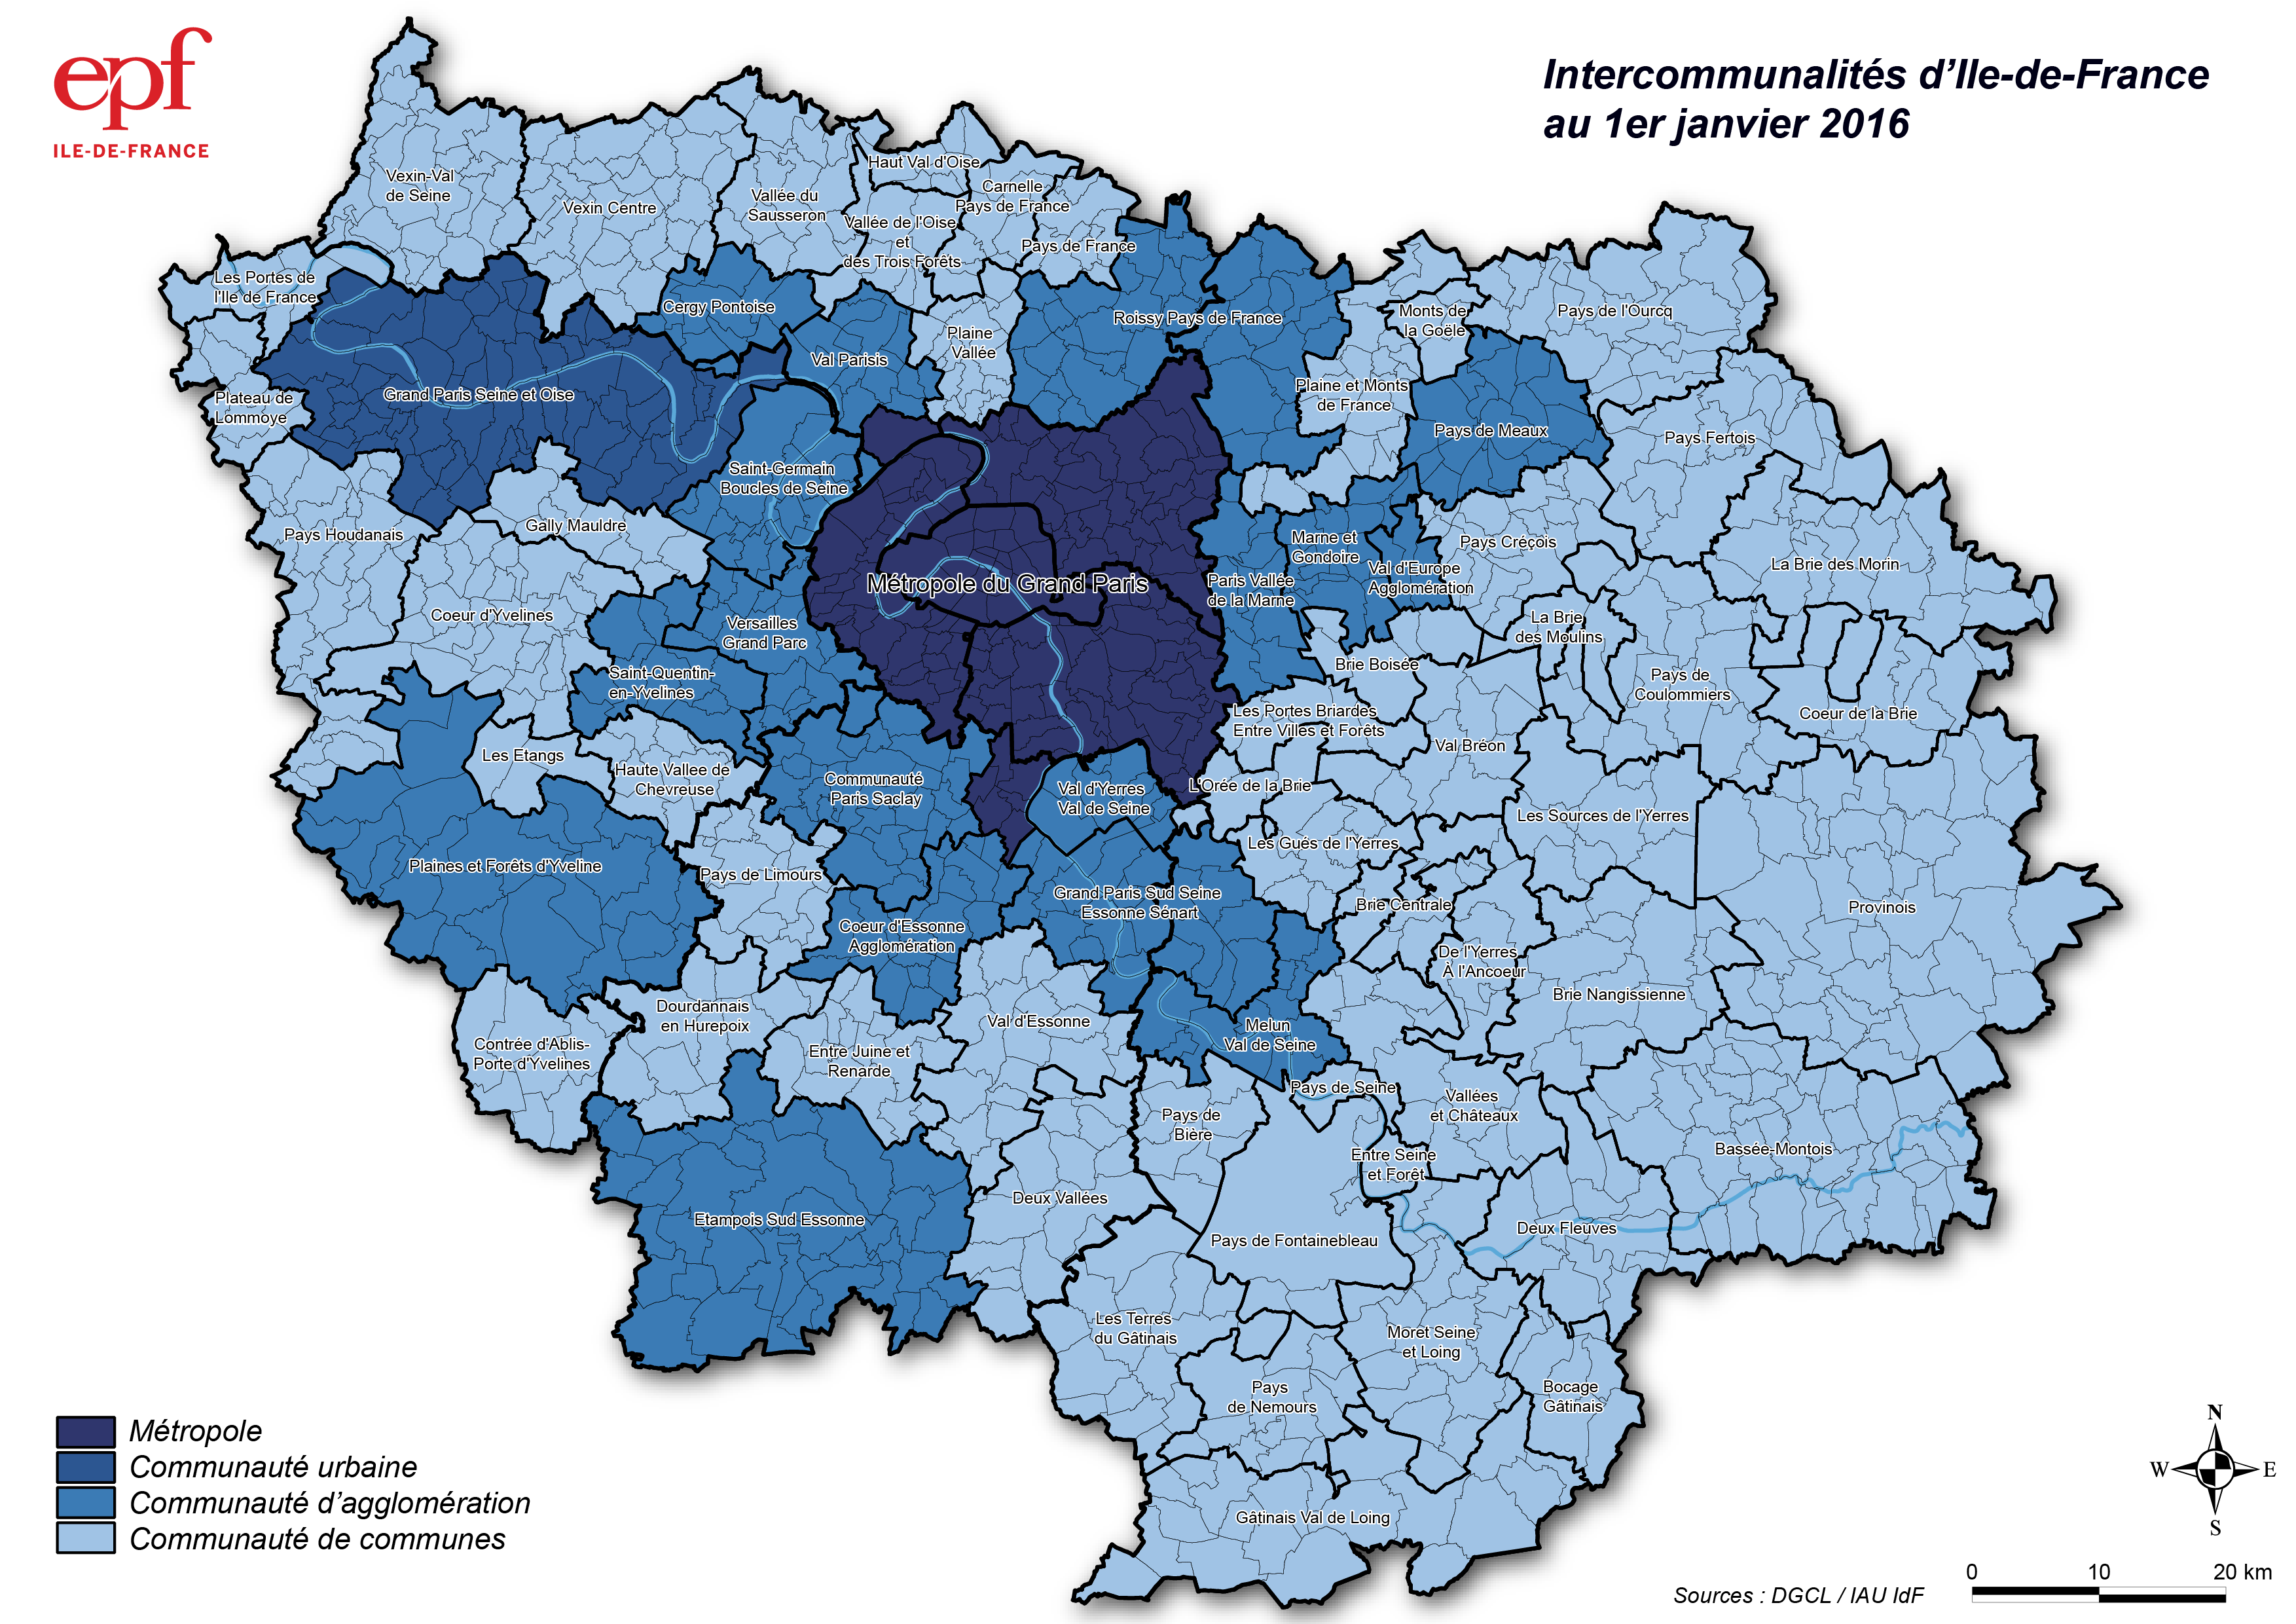 epf
ILE-DE-FRANCE
Intercommunalités d’Ile-de-France
au 1er janvier 2016
Vexin-Val
de Seine
Vexin Centre
Vallée du
Sausseron
Haut Val d'Oise
Carnelle
Pays de France
Vallée de l'Oise
et
des Trois Forêts
Pays de France
Les Portes de
l'Ile de France
Cergy Pontoise
Roissy Pays de France
Monts de
la Goële
Pays de l'Ourcq
Plaine
Vallée
Val Parisis
Plateau de
Lommoye
Grand Paris Seine et Oise
Plaine et Monts
de France
Pays de Meaux
Pays Fertois
Saint-Germain
Boucles de Seine
Pays Houdanais
Gally Mauldre
Marne et
Gondoire
Pays Créçois
Val d'Europe
Agglomération
La Brie des Morin
Métropole du Grand Paris
Paris Vallée
de la Marne
Coeur d'Yvelines
Versailles
Grand Parc
La Brie
des Moulins
Brie Boisée
Saint-Quentin-
en-Yvelines
Pays de
Coulommiers
Les Portes Briardes
Entre Villes et Forêts
Coeur de la Brie
Val Bréon
Les Etangs
Haute Vallee de
Chevreuse
Communauté
Paris Saclay
Val d'Yerres
Val de Seine
L'Orée de la Brie
Les Sources de l'Yerres
Les Gués de l'Yerres
Plaines et Forêts d'Yveline
Pays de Limours
Grand Paris Sud Seine
Essonne Sénart
Brie Centrale
Provinois
Coeur d'Essonne
Agglomération
De l'Yerres
À l'Ancoeur
Brie Nangissienne
Dourdannais
en Hurepoix
Val d'Essonne
Melun
Val de Seine
Contrée d'Ablis-
Porte d'Yvelines
Entre Juine et
Renarde
Pays de Seine
Vallées
et Châteaux
Pays de
Bière
Entre Seine
et Forêt
Bassée-Montois
Deux Vallées
Etampois Sud Essonne
Deux Fleuves
Pays de Fontainebleau
Les Terres
du Gâtinais
Moret Seine
et Loing
Pays
de Nemours
Bocage
Gâtinais
Gâtinais Val de Loing
Métropole
Communauté urbaine
Communauté d’agglomération
Communauté de communes
N
W E
S
0 10 20 km
Sources : DGCL / IAU IdF